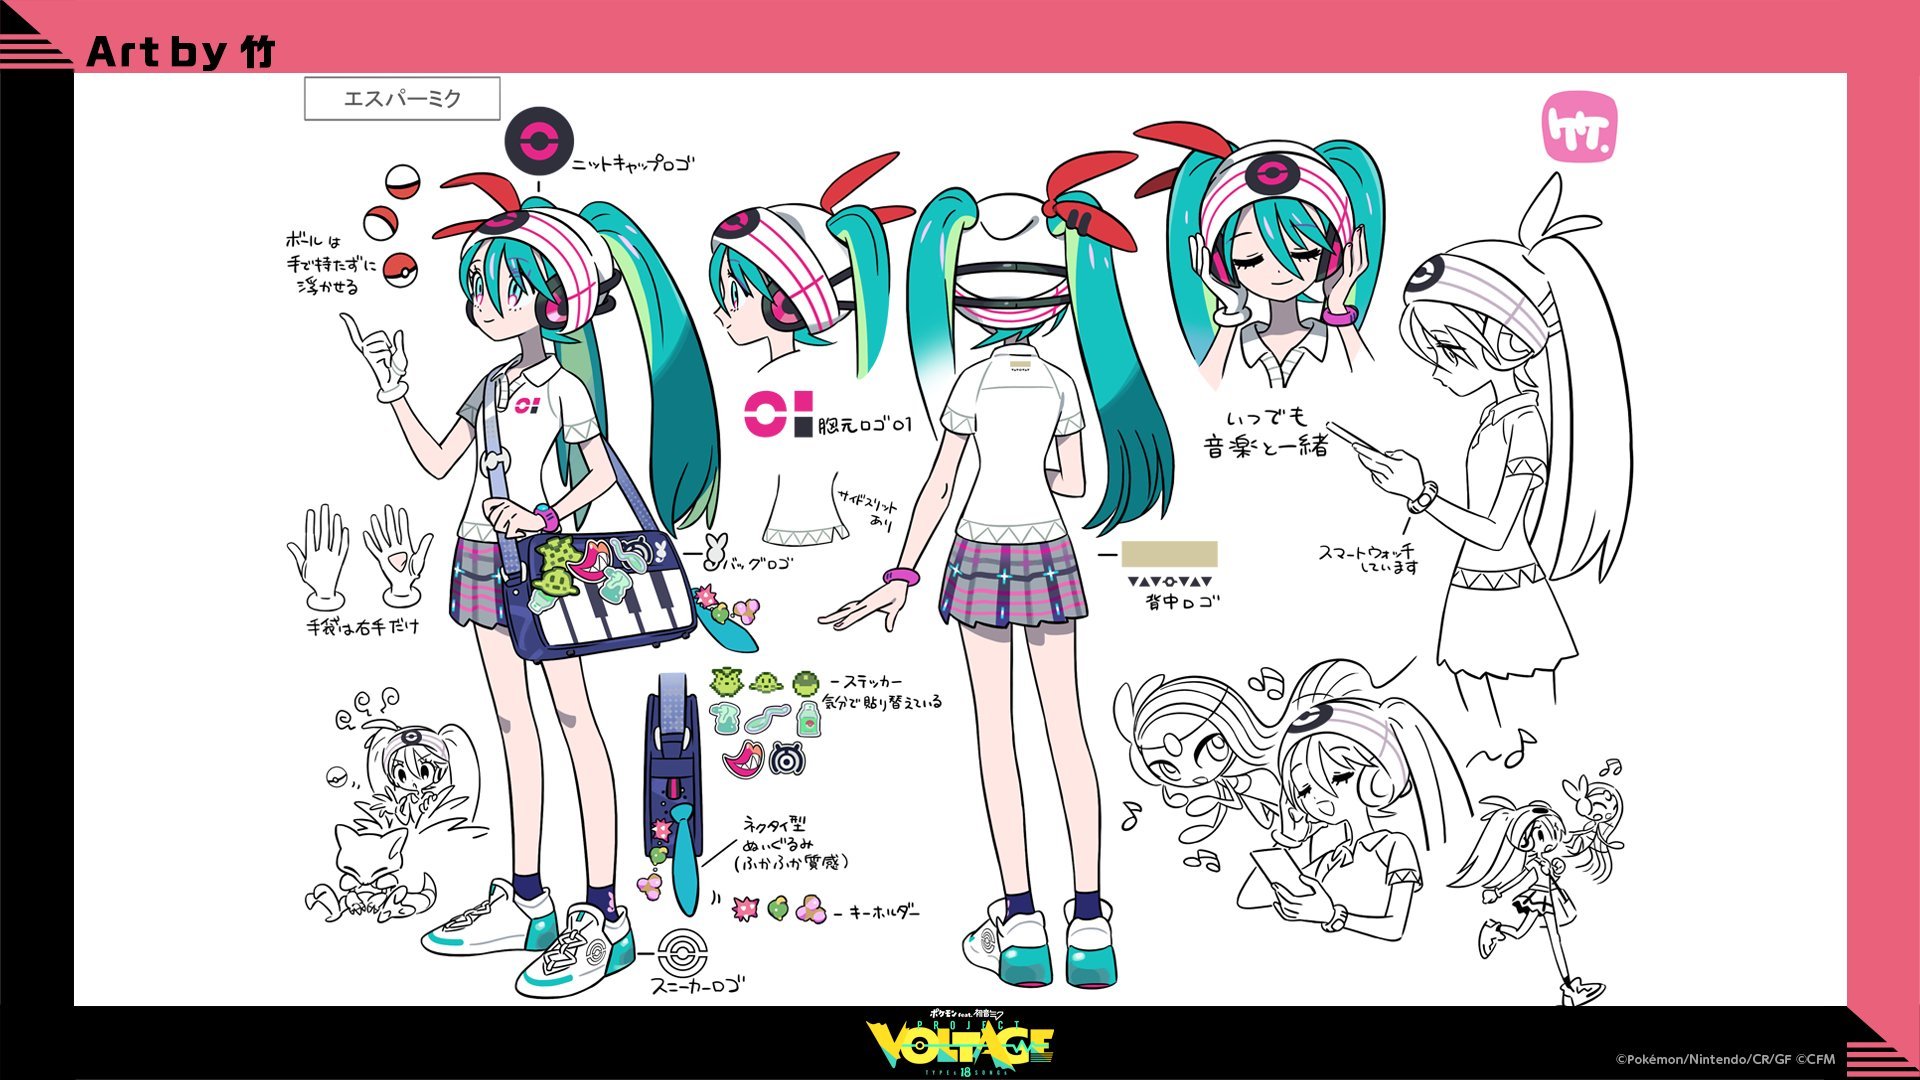 Art by 竹
エスパーミク
竹.
ニットキャップロゴ
ボールは
手で持たずに
浮かせる
01
胸元ロゴ01
いつでも
音楽と一緒
サイドスリット
あり
スマートウォッチ
しています
バッグロゴ
背中ロゴ
手袋は右手だけ
ーステッカー
気分で貼り替えている
ネクタイ型
ぬいぐるみ
(ふかふか質感)
ーキーホルダー
スニーカーロゴ
ポケモン feat. 初音ミク
PROJECT
VOLTAGE
TYPES 18 SONGS
©Pokémon/Nintendo/CR/GF ©CFM